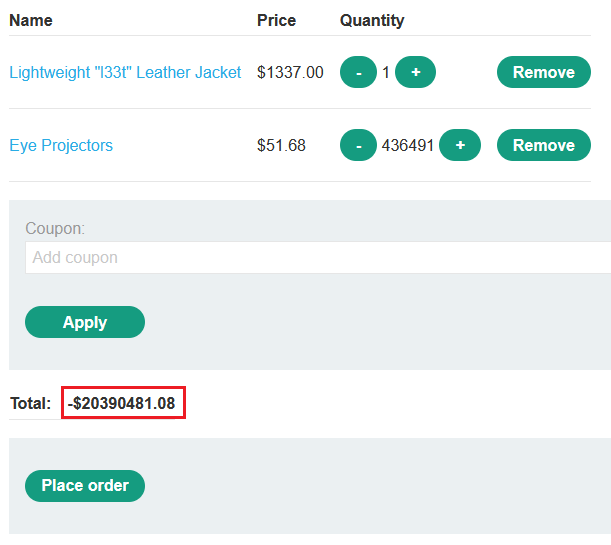 Name Price Quantity
Lightweight "l33t" Leather Jacket $1337.00 - 1 + Remove
Eye Projectors $51.68 - 436491 + Remove
Coupon:
Add coupon
Apply
Total: -$20390481.08
Place order